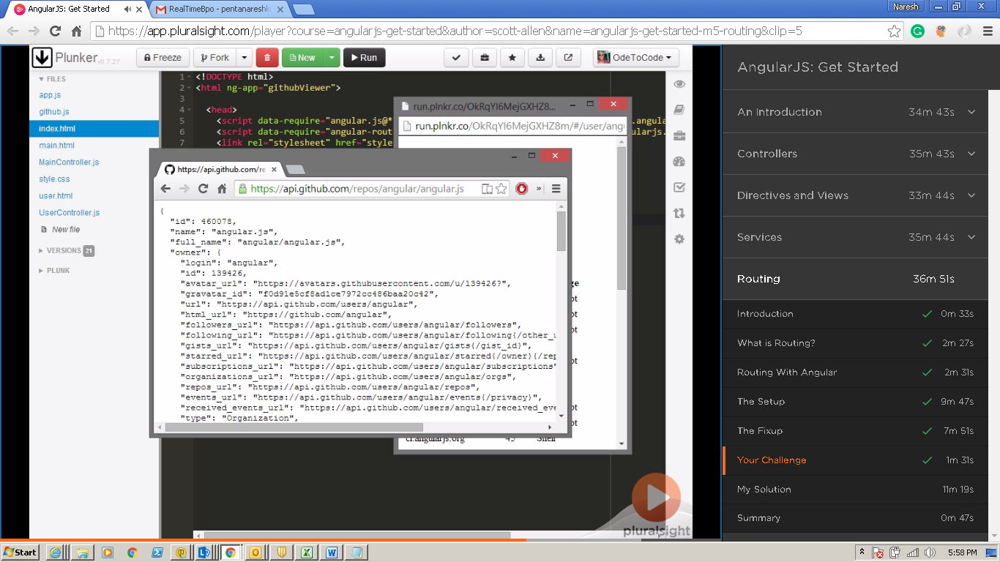 AngularJS: Get Started
RealTimeBpo - pentanareshk
Naresh
https://app.pluralsight.com/player?course=angularjs-get-started&author=scott-allen&name=angularjs-get-started-m5-routing&clip=5
Plunker v0.7.27
Freeze
Fork
New
Run
OdeToCode
FILES
app.js
github.js
index.html
main.html
MainController.js
style.css
user.html
UserController.js
New file
VERSIONS 21
PLUNK
1 <!DOCTYPE html>
2 <html ng-app="githubViewer">
3
4 <head>
5 <script data-require="angular.js@* .angula
6 <script data-require="angular-rout ularjs.
7 <link rel="stylesheet" href="style
run.plnkr.co/OkRqYI6MejGXHZ8...
run.plnkr.co/OkRqYI6MejGXHZ8m/#/user/angu
ge
pt
pt
pt
pt
pt
pt
ci.angularjs.org 45 Shell
https://api.github.com/re
https://api.github.com/repos/angular/angular.js
{
"id": 460078,
"name": "angular.js",
"full_name": "angular/angular.js",
"owner": {
"login": "angular",
"id": 139426,
"avatar_url": "https://avatars.githubusercontent.com/u/139426?",
"gravatar_id": "f0d91e5cf8ad1ce7972cc486baa20c42",
"url": "https://api.github.com/users/angular",
"html_url": "https://github.com/angular",
"followers_url": "https://api.github.com/users/angular/followers",
"following_url": "https://api.github.com/users/angular/following{/other_u
"gists_url": "https://api.github.com/users/angular/gists{/gist_id}",
"starred_url": "https://api.github.com/users/angular/starred{/owner}{/rep
"subscriptions_url": "https://api.github.com/users/angular/subscriptions"
"organizations_url": "https://api.github.com/users/angular/orgs",
"repos_url": "https://api.github.com/users/angular/repos",
"events_url": "https://api.github.com/users/angular/events{/privacy}",
"received_events_url": "https://api.github.com/users/angular/received_eve
"type": "Organization",
pluralsight
AngularJS: Get Started
An Introduction 34m 43s
Controllers 35m 43s
Directives and Views 33m 44s
Services 35m 44s
Routing 36m 51s
Introduction 0m 33s
What is Routing? 2m 27s
Routing With Angular 2m 31s
The Setup 9m 47s
The Fixup 7m 51s
Your Challenge 1m 31s
My Solution 11m 19s
Summary 0m 47s
Start
5:58 PM